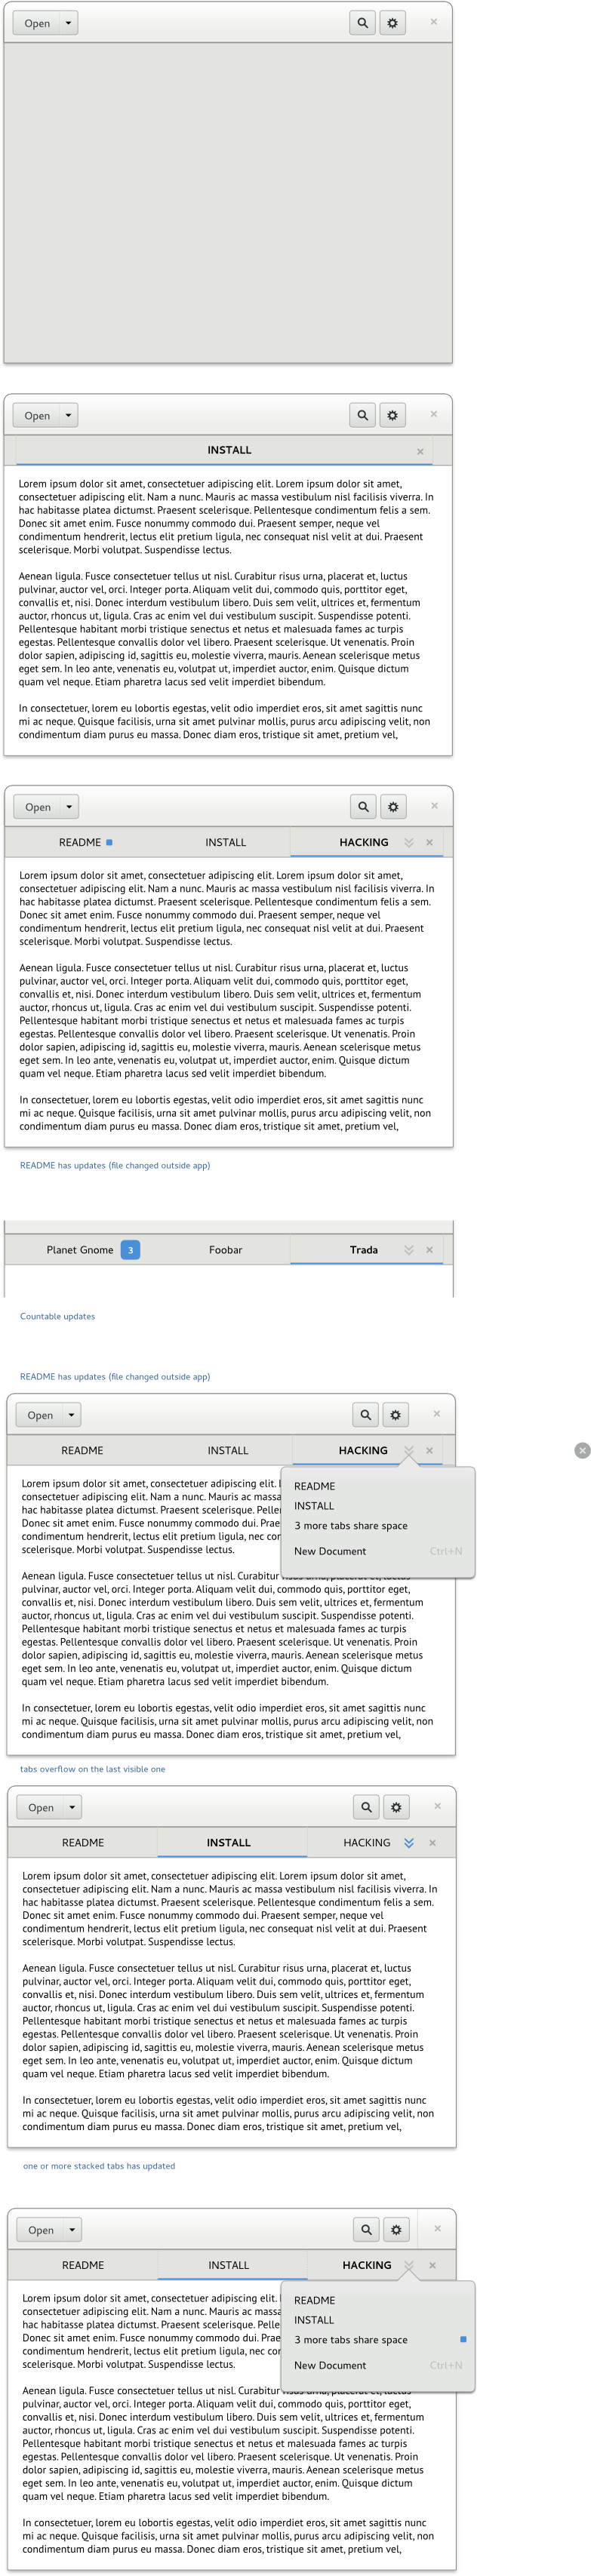 Open
Open
INSTALL
Lorem ipsum dolor sit amet, consectetuer adipiscing elit. Lorem ipsum dolor sit amet,
consectetuer adipiscing elit. Nam a nunc. Mauris ac massa vestibulum nisl facilisis viverra. In
hac habitasse platea dictumst. Praesent scelerisque. Pellentesque condimentum felis a sem.
Donec sit amet enim. Fusce nonummy commodo dui. Praesent semper, neque vel
condimentum hendrerit, lectus elit pretium ligula, nec consequat nisl velit at dui. Praesent
scelerisque. Morbi volutpat. Suspendisse lectus.
Aenean ligula. Fusce consectetuer tellus ut nisl. Curabitur risus urna, placerat et, luctus
pulvinar, auctor vel, orci. Integer porta. Aliquam velit dui, commodo quis, porttitor eget,
convallis et, nisi. Donec interdum vestibulum libero. Duis sem velit, ultrices et, fermentum
auctor, rhoncus ut, ligula. Cras ac enim vel dui vestibulum suscipit. Suspendisse potenti.
Pellentesque habitant morbi tristique senectus et netus et malesuada fames ac turpis
egestas. Pellentesque convallis dolor vel libero. Praesent scelerisque. Ut venenatis. Proin
dolor sapien, adipiscing id, sagittis eu, molestie viverra, mauris. Aenean scelerisque metus
eget sem. In leo ante, venenatis eu, volutpat ut, imperdiet auctor, enim. Quisque dictum
quam vel neque. Etiam pharetra lacus sed velit imperdiet bibendum.
In consectetuer, lorem eu lobortis egestas, velit odio imperdiet eros, sit amet sagittis nunc
mi ac neque. Quisque facilisis, urna sit amet pulvinar mollis, purus arcu adipiscing velit, non
condimentum diam purus eu massa. Donec diam eros, tristique sit amet, pretium vel,
Open
README INSTALL HACKING
Lorem ipsum dolor sit amet, consectetuer adipiscing elit. Lorem ipsum dolor sit amet,
consectetuer adipiscing elit. Nam a nunc. Mauris ac massa vestibulum nisl facilisis viverra. In
hac habitasse platea dictumst. Praesent scelerisque. Pellentesque condimentum felis a sem.
Donec sit amet enim. Fusce nonummy commodo dui. Praesent semper, neque vel
condimentum hendrerit, lectus elit pretium ligula, nec consequat nisl velit at dui. Praesent
scelerisque. Morbi volutpat. Suspendisse lectus.
Aenean ligula. Fusce consectetuer tellus ut nisl. Curabitur risus urna, placerat et, luctus
pulvinar, auctor vel, orci. Integer porta. Aliquam velit dui, commodo quis, porttitor eget,
convallis et, nisi. Donec interdum vestibulum libero. Duis sem velit, ultrices et, fermentum
auctor, rhoncus ut, ligula. Cras ac enim vel dui vestibulum suscipit. Suspendisse potenti.
Pellentesque habitant morbi tristique senectus et netus et malesuada fames ac turpis
egestas. Pellentesque convallis dolor vel libero. Praesent scelerisque. Ut venenatis. Proin
dolor sapien, adipiscing id, sagittis eu, molestie viverra, mauris. Aenean scelerisque metus
eget sem. In leo ante, venenatis eu, volutpat ut, imperdiet auctor, enim. Quisque dictum
quam vel neque. Etiam pharetra lacus sed velit imperdiet bibendum.
In consectetuer, lorem eu lobortis egestas, velit odio imperdiet eros, sit amet sagittis nunc
mi ac neque. Quisque facilisis, urna sit amet pulvinar mollis, purus arcu adipiscing velit, non
condimentum diam purus eu massa. Donec diam eros, tristique sit amet, pretium vel,
README has updates (file changed outside app)
Planet Gnome 3 Foobar Trada
Countable updates
README has updates (file changed outside app)
Open
README INSTALL HACKING
Lorem ipsum dolor sit amet, consectetuer adipiscing elit.
consectetuer adipiscing elit. Nam a nunc. Mauris ac massa
hac habitasse platea dictumst. Praesent scelerisque. Pelle
Donec sit amet enim. Fusce nonummy commodo dui. Prae
condimentum hendrerit, lectus elit pretium ligula, nec cor
scelerisque. Morbi volutpat. Suspendisse lectus.
README
INSTALL
3 more tabs share space
New Document Ctrl+N
Aenean ligula. Fusce consectetuer tellus ut nisl. Curabitur risus urna, placerat et, luctus
pulvinar, auctor vel, orci. Integer porta. Aliquam velit dui, commodo quis, porttitor eget,
convallis et, nisi. Donec interdum vestibulum libero. Duis sem velit, ultrices et, fermentum
auctor, rhoncus ut, ligula. Cras ac enim vel dui vestibulum suscipit. Suspendisse potenti.
Pellentesque habitant morbi tristique senectus et netus et malesuada fames ac turpis
egestas. Pellentesque convallis dolor vel libero. Praesent scelerisque. Ut venenatis. Proin
dolor sapien, adipiscing id, sagittis eu, molestie viverra, mauris. Aenean scelerisque metus
eget sem. In leo ante, venenatis eu, volutpat ut, imperdiet auctor, enim. Quisque dictum
quam vel neque. Etiam pharetra lacus sed velit imperdiet bibendum.
In consectetuer, lorem eu lobortis egestas, velit odio imperdiet eros, sit amet sagittis nunc
mi ac neque. Quisque facilisis, urna sit amet pulvinar mollis, purus arcu adipiscing velit, non
condimentum diam purus eu massa. Donec diam eros, tristique sit amet, pretium vel,
tabs overflow on the last visible one
Open
README INSTALL HACKING
Lorem ipsum dolor sit amet, consectetuer adipiscing elit. Lorem ipsum dolor sit amet,
consectetuer adipiscing elit. Nam a nunc. Mauris ac massa vestibulum nisl facilisis viverra. In
hac habitasse platea dictumst. Praesent scelerisque. Pellentesque condimentum felis a sem.
Donec sit amet enim. Fusce nonummy commodo dui. Praesent semper, neque vel
condimentum hendrerit, lectus elit pretium ligula, nec consequat nisl velit at dui. Praesent
scelerisque. Morbi volutpat. Suspendisse lectus.
Aenean ligula. Fusce consectetuer tellus ut nisl. Curabitur risus urna, placerat et, luctus
pulvinar, auctor vel, orci. Integer porta. Aliquam velit dui, commodo quis, porttitor eget,
convallis et, nisi. Donec interdum vestibulum libero. Duis sem velit, ultrices et, fermentum
auctor, rhoncus ut, ligula. Cras ac enim vel dui vestibulum suscipit. Suspendisse potenti.
Pellentesque habitant morbi tristique senectus et netus et malesuada fames ac turpis
egestas. Pellentesque convallis dolor vel libero. Praesent scelerisque. Ut venenatis. Proin
dolor sapien, adipiscing id, sagittis eu, molestie viverra, mauris. Aenean scelerisque metus
eget sem. In leo ante, venenatis eu, volutpat ut, imperdiet auctor, enim. Quisque dictum
quam vel neque. Etiam pharetra lacus sed velit imperdiet bibendum.
In consectetuer, lorem eu lobortis egestas, velit odio imperdiet eros, sit amet sagittis nunc
mi ac neque. Quisque facilisis, urna sit amet pulvinar mollis, purus arcu adipiscing velit, non
condimentum diam purus eu massa. Donec diam eros, tristique sit amet, pretium vel,
one or more stacked tabs has updated
Open
README INSTALL HACKING
Lorem ipsum dolor sit amet, consectetuer adipiscing elit.
consectetuer adipiscing elit. Nam a nunc. Mauris ac massa
hac habitasse platea dictumst. Praesent scelerisque. Pelle
Donec sit amet enim. Fusce nonummy commodo dui. Prae
condimentum hendrerit, lectus elit pretium ligula, nec cor
scelerisque. Morbi volutpat. Suspendisse lectus.
README
INSTALL
3 more tabs share space
New Document Ctrl+N
Aenean ligula. Fusce consectetuer tellus ut nisl. Curabitur risus urna, placerat et, luctus
pulvinar, auctor vel, orci. Integer porta. Aliquam velit dui, commodo quis, porttitor eget,
convallis et, nisi. Donec interdum vestibulum libero. Duis sem velit, ultrices et, fermentum
auctor, rhoncus ut, ligula. Cras ac enim vel dui vestibulum suscipit. Suspendisse potenti.
Pellentesque habitant morbi tristique senectus et netus et malesuada fames ac turpis
egestas. Pellentesque convallis dolor vel libero. Praesent scelerisque. Ut venenatis. Proin
dolor sapien, adipiscing id, sagittis eu, molestie viverra, mauris. Aenean scelerisque metus
eget sem. In leo ante, venenatis eu, volutpat ut, imperdiet auctor, enim. Quisque dictum
quam vel neque. Etiam pharetra lacus sed velit imperdiet bibendum.
In consectetuer, lorem eu lobortis egestas, velit odio imperdiet eros, sit amet sagittis nunc
mi ac neque. Quisque facilisis, urna sit amet pulvinar mollis, purus arcu adipiscing velit, non
condimentum diam purus eu massa. Donec diam eros, tristique sit amet, pretium vel,